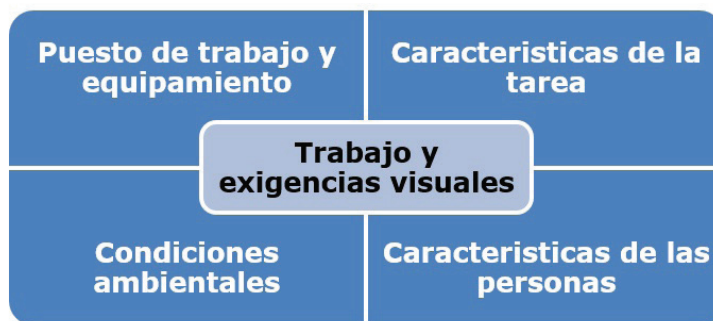 Puesto de trabajo y
equipamiento
Caracteristicas de la
tarea
Trabajo y
exigencias visuales
Condiciones
ambientales
Caracteristicas de las
personas